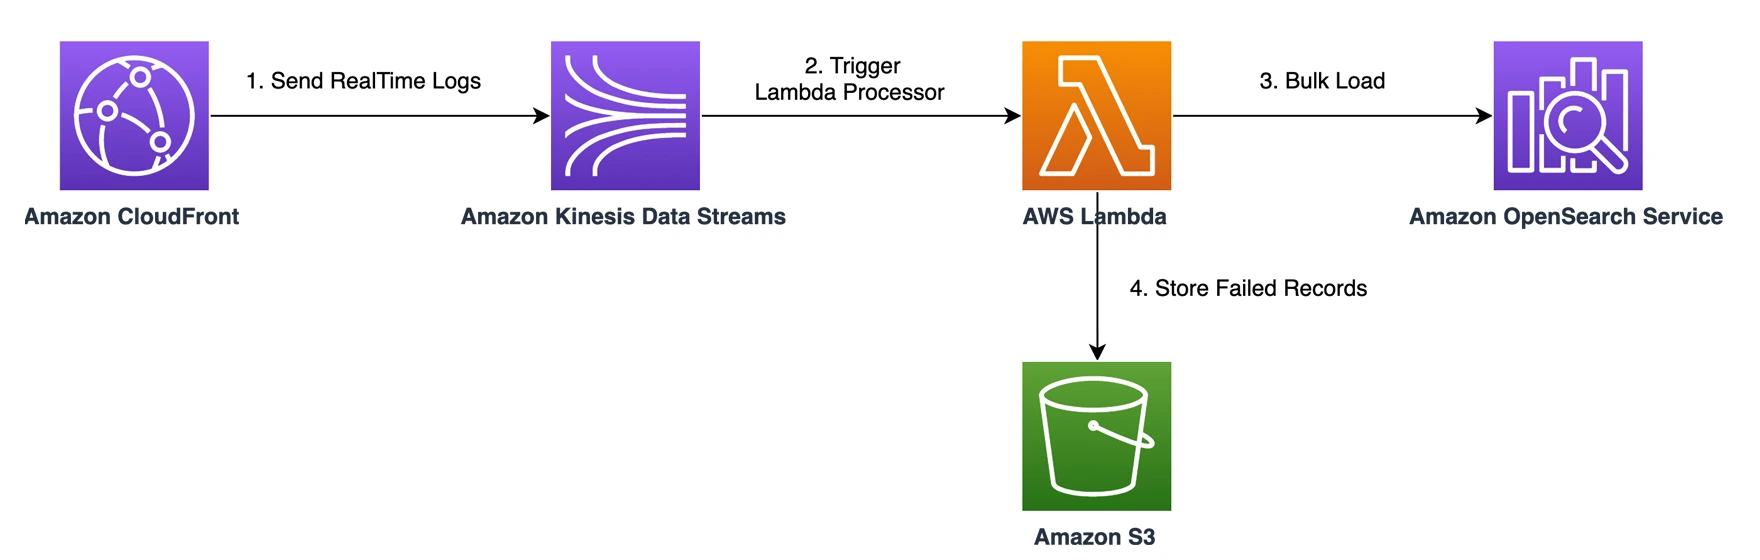 1. Send RealTime Logs
2. Trigger
Lambda Processor
3. Bulk Load
Amazon CloudFront
Amazon Kinesis Data Streams
AWS Lambda
Amazon OpenSearch Service
4. Store Failed Records
Amazon S3